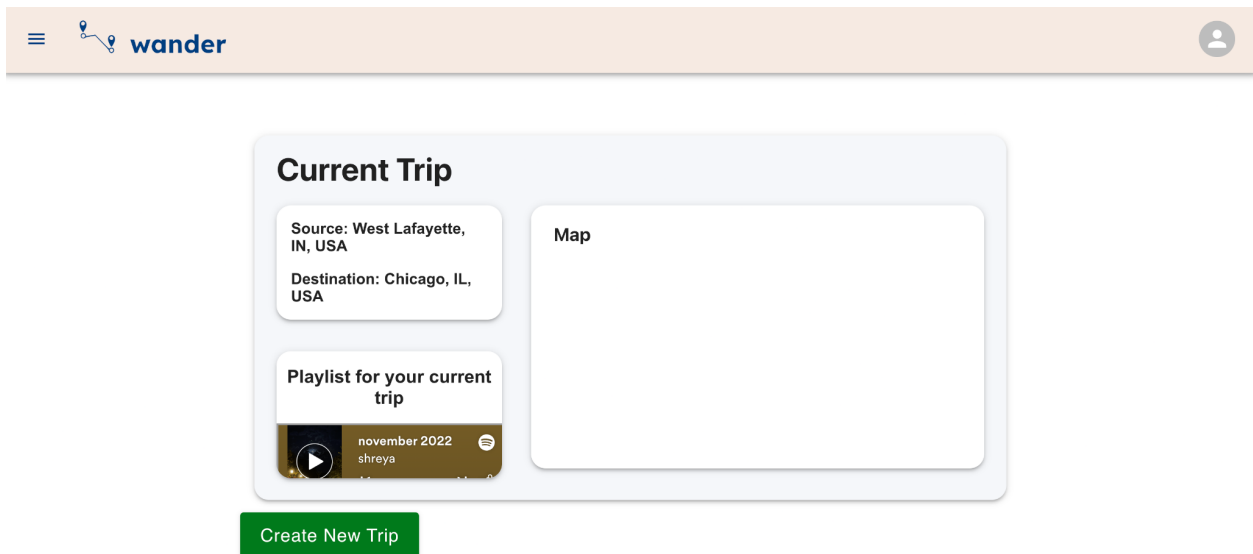 wander
Current Trip
Source: West Lafayette,
IN, USA
Destination: Chicago, IL,
USA
Map
Playlist for your current
trip
november 2022
shreya
Create New Trip